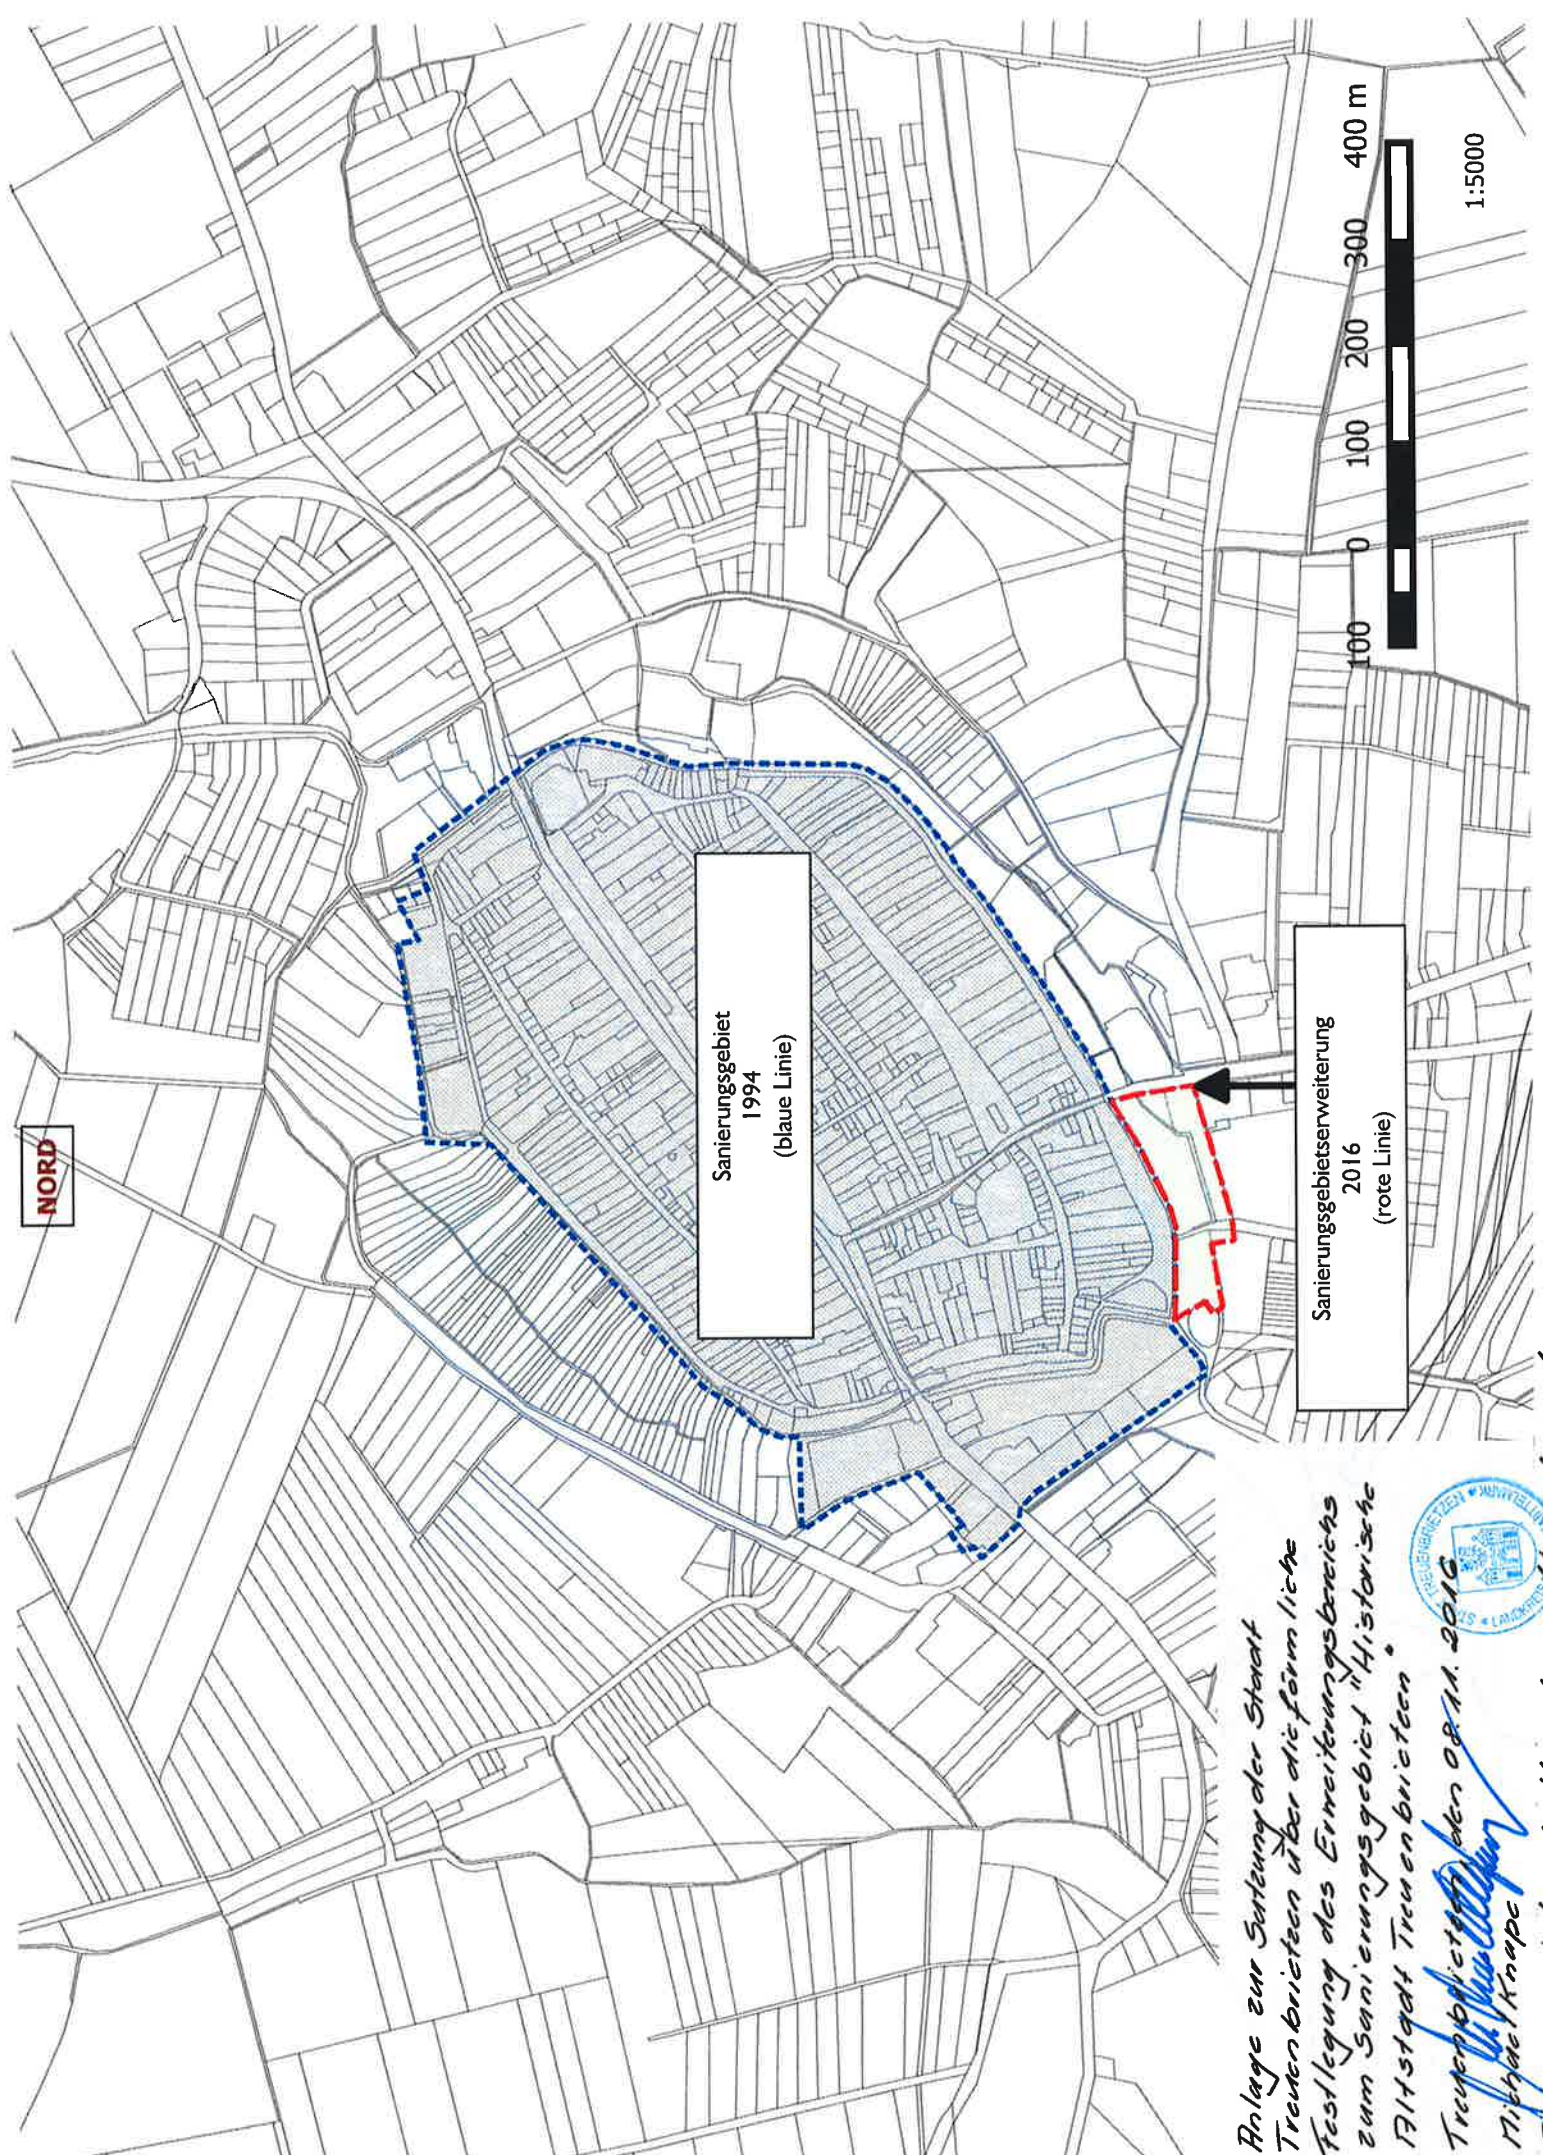 NORD
Sanierungsgebiet
1994
(blaue Linie)
Sanierungsgebietserweiterung
2016
(rote Linie)
100 0 100 200 300 400 m
1:5000
Anlage zur Satzung der Stadt
Treuenbrietzen über die förmliche
Festlegung des Erweiterungsbereichs
zum Sanierungsgebiet "Historische
Altstadt Treuenbrietzen"
Treuenbrietzen, den 08.11.2016
Michael Knape
TREUENBRIETZEN